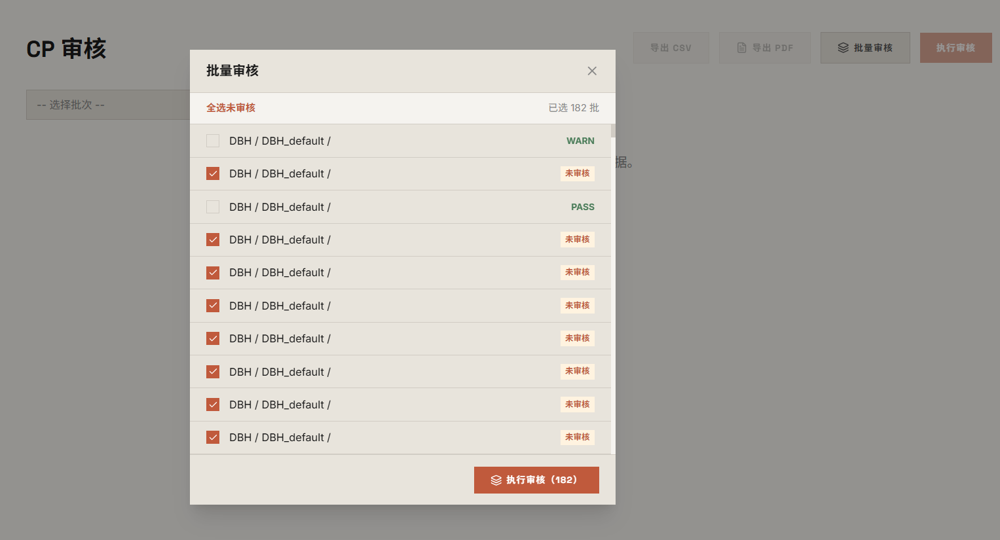 CP 审核
导出 CSV
导出 PDF
批量审核
执行审核
-- 选择批次 --
据。
批量审核
全选未审核
已选 182 批
DBH / DBH_default / WARN
DBH / DBH_default / 未审核
DBH / DBH_default / PASS
DBH / DBH_default / 未审核
DBH / DBH_default / 未审核
DBH / DBH_default / 未审核
DBH / DBH_default / 未审核
DBH / DBH_default / 未审核
DBH / DBH_default / 未审核
DBH / DBH_default / 未审核
执行审核（182）